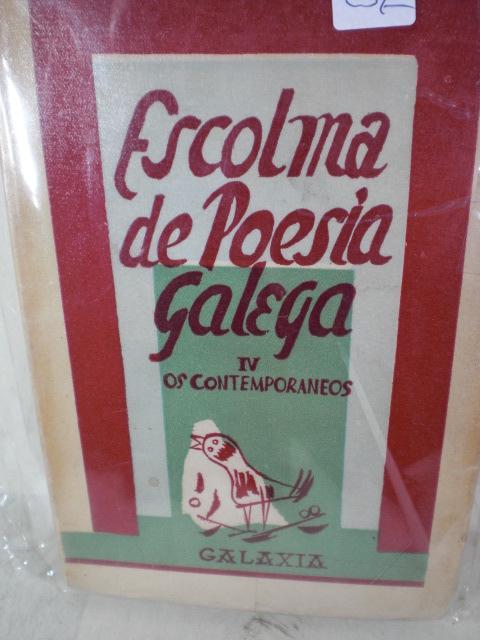 Escolma
de Poesia
Galega
IV
OS CONTEMPORANEOS
GALAXIA